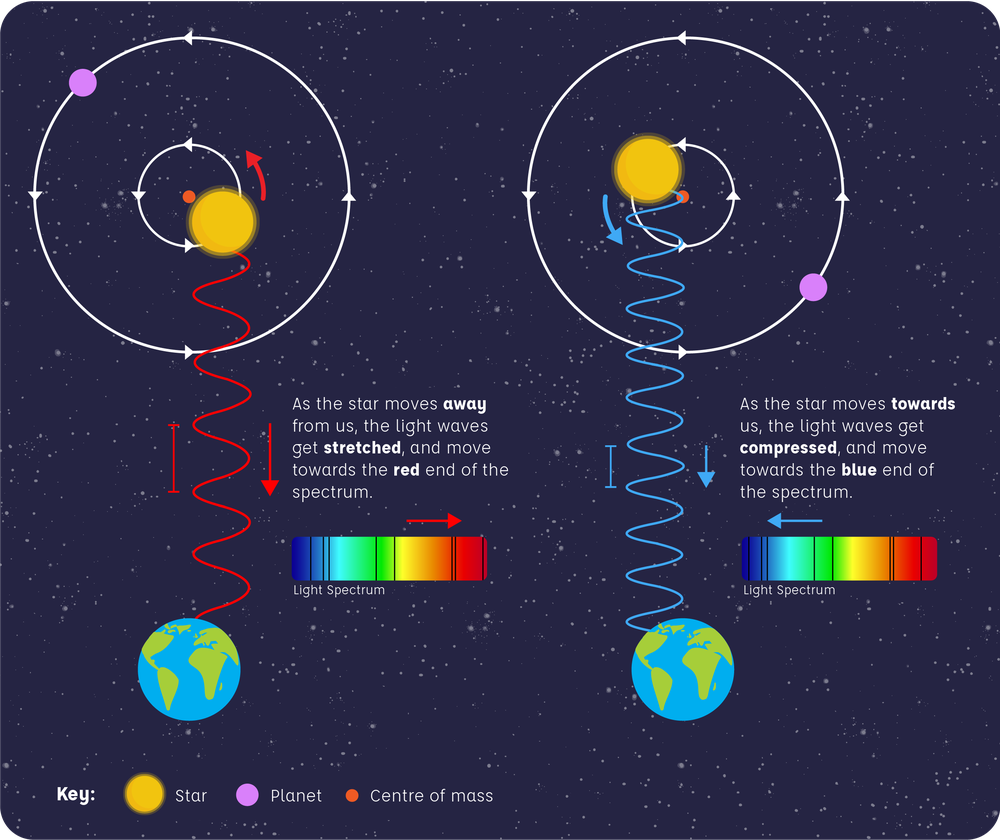 As the star moves away
from us, the light waves
get stretched, and move
towards the red end of the
spectrum.
Light Spectrum
As the star moves towards
us, the light waves get
compressed, and move
towards the blue end of
the spectrum.
Light Spectrum
Key: Star Planet Centre of mass